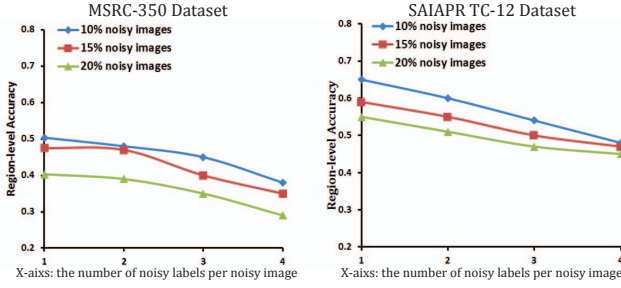 MSRC-350 Dataset
0.8
0.7
0.6
0.5
0.4
0.3
0.2
Region-level Accuracy
10% noisy images
15% noisy images
20% noisy images
1 2 3 4
X-aixs: the number of noisy labels per noisy image
SAIAPR TC-12 Dataset
0.8
0.7
0.6
0.5
0.4
0.3
0.2
Region-level Accuracy
10% noisy images
15% noisy images
20% noisy images
1 2 3 4
X-aixs: the number of noisy labels per noisy image